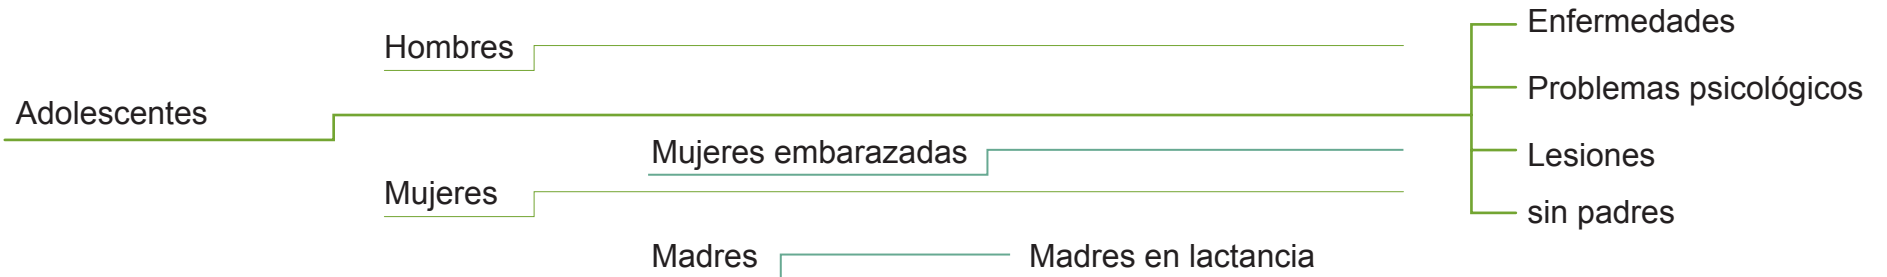 Enfermedades
Hombres
Problemas psicológicos
Adolescentes
Mujeres embarazadas
Lesiones
Mujeres
sin padres
Madres
Madres en lactancia